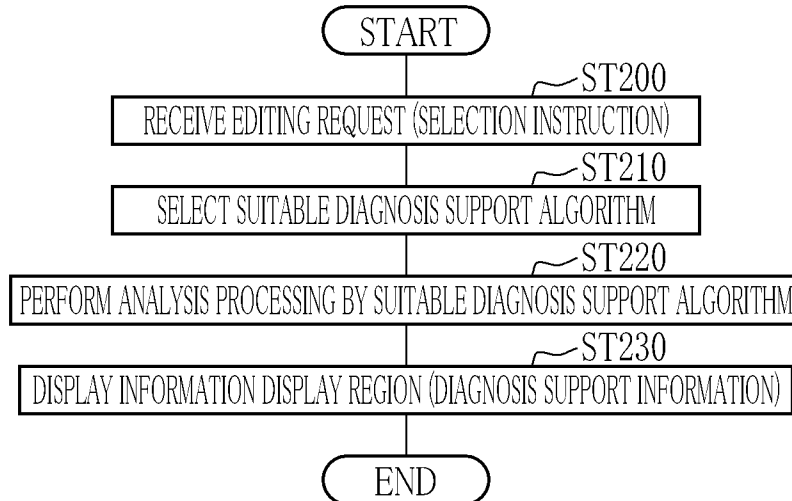 START
ST200
RECEIVE EDITING REQUEST (SELECTION INSTRUCTION)
ST210
SELECT SUITABLE DIAGNOSIS SUPPORT ALGORITHM
ST220
PERFORM ANALYSIS PROCESSING BY SUITABLE DIAGNOSIS SUPPORT ALGORITHM
ST230
DISPLAY INFORMATION DISPLAY REGION (DIAGNOSIS SUPPORT INFORMATION)
END